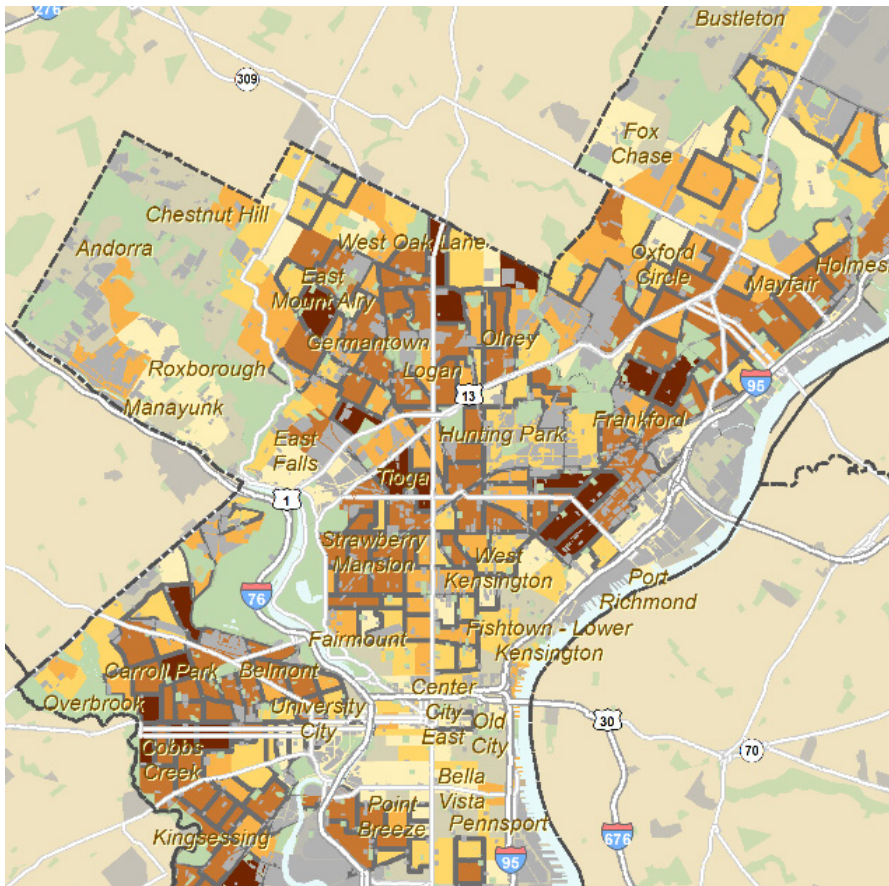 276
Bustleton
309
Fox
Chase
Chestnut Hill
West Oak Lane
Andorra
East
Mount Airy
Oxford
Circle
Holmes
Mayfair
Germantown
Olney
Logan
Roxborough
95
13
Manayunk
Frankford
East
Falls
Hunting Park
Tioga
1
Strawberry
Mansion
West
Kensington
Port
Richmond
76
Fairmount
Fishtown - Lower
Kensington
Carroll Park
Belmont
Overbrook
University
City
Center
City
East
Old
City
30
70
Cobbs
Creek
Bella
Vista
Point
Breeze
Pennsport
Kingsessing
676
95